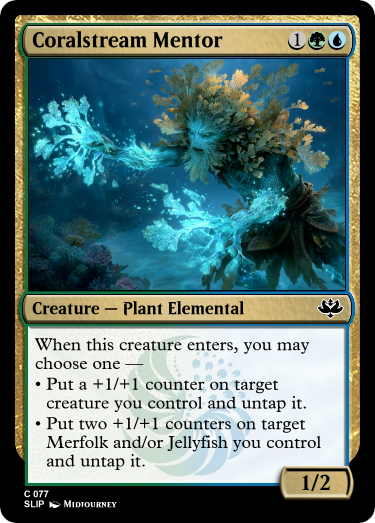 Coralstream Mentor 1
Creature — Plant Elemental
When this creature enters, you may
choose one —
• Put a +1/+1 counter on target
creature you control and untap it.
• Put two +1/+1 counters on target
Merfolk and/or Jellyfish you control
and untap it.
1/2
C 077
SLIP Midjourney